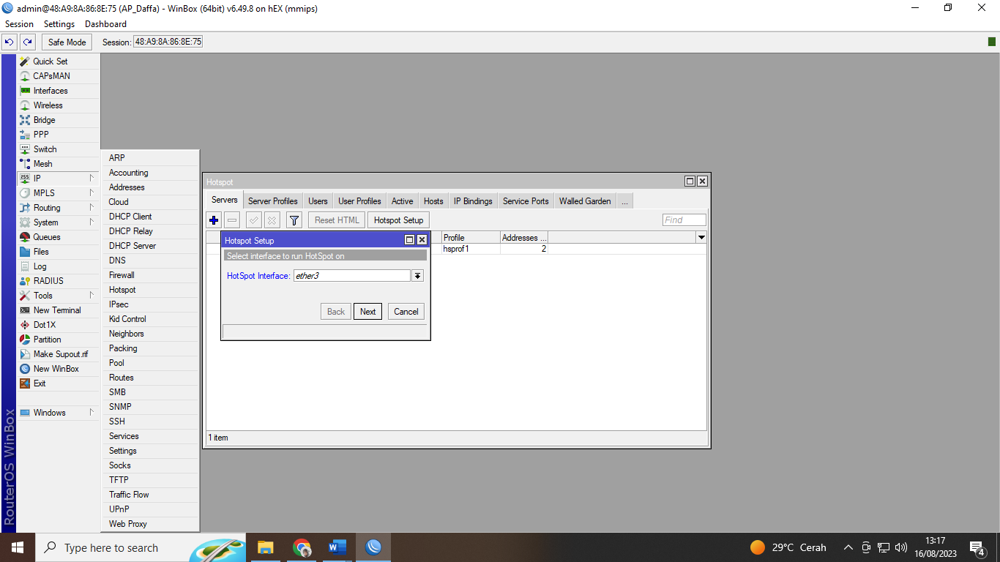 admin@48:A9:8A:86:8E:75 (AP_Daffa) - WinBox (64bit) v6.49.8 on hEX (mmips)
Session Settings Dashboard
Safe Mode Session: 48:A9:8A:86:8E:75
Quick Set
CAPsMAN
Interfaces
Wireless
Bridge
PPP
Switch
Mesh
IP
MPLS
Routing
System
Queues
Files
Log
RADIUS
Tools
New Terminal
Dot1X
Partition
Make Supout.rif
New WinBox
Exit
Windows
RouterOS WinBox
ARP
Accounting
Addresses
Cloud
DHCP Client
DHCP Relay
DHCP Server
DNS
Firewall
Hotspot
IPsec
Kid Control
Neighbors
Packing
Pool
Routes
SMB
SNMP
SSH
Services
Settings
Socks
TFTP
Traffic Flow
UPnP
Web Proxy
Hotspot
Servers Server Profiles Users User Profiles Active Hosts IP Bindings Service Ports Walled Garden ...
Reset HTML Hotspot Setup Find
Profile Addresses ...
hsprof1 2
Hotspot Setup
Select interface to run HotSpot on
HotSpot Interface: ether3
Back Next Cancel
1 item
Type here to search
29°C Cerah
13:17
16/08/2023
4